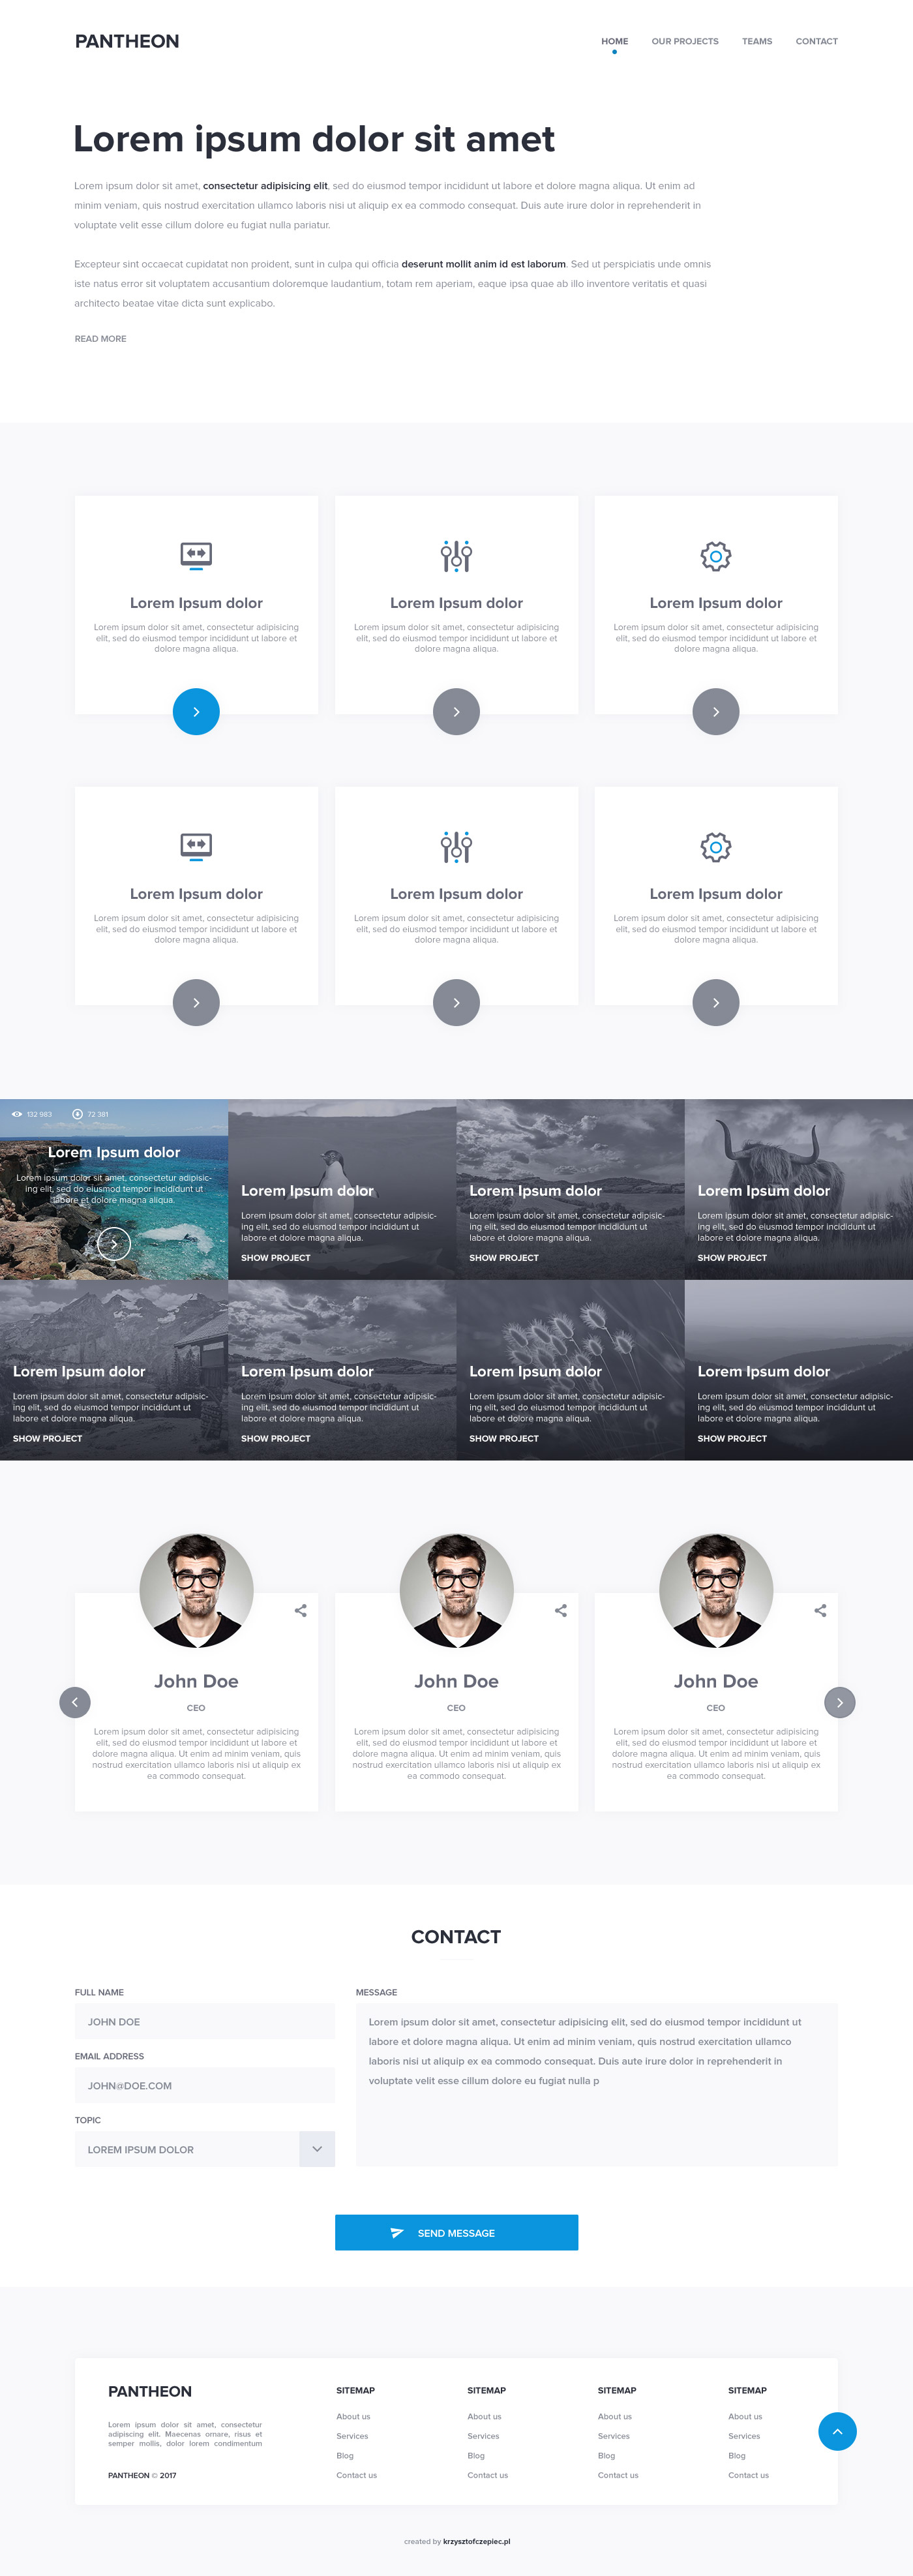 PANTHEON
HOME OUR PROJECTS TEAMS CONTACT
Lorem ipsum dolor sit amet
Lorem ipsum dolor sit amet, consectetur adipisicing elit, sed do eiusmod tempor incididunt ut labore et dolore magna aliqua. Ut enim ad
minim veniam, quis nostrud exercitation ullamco laboris nisi ut aliquip ex ea commodo consequat. Duis aute irure dolor in reprehenderit in
voluptate velit esse cillum dolore eu fugiat nulla pariatur.
Excepteur sint occaecat cupidatat non proident, sunt in culpa qui officia deserunt mollit anim id est laborum. Sed ut perspiciatis unde omnis
iste natus error sit voluptatem accusantium doloremque laudantium, totam rem aperiam, eaque ipsa quae ab illo inventore veritatis et quasi
architecto beatae vitae dicta sunt explicabo.
READ MORE
Lorem Ipsum dolor
Lorem ipsum dolor sit amet, consectetur adipisicing
elit, sed do eiusmod tempor incididunt ut labore et
dolore magna aliqua.
Lorem Ipsum dolor
Lorem ipsum dolor sit amet, consectetur adipisicing
elit, sed do eiusmod tempor incididunt ut labore et
dolore magna aliqua.
Lorem Ipsum dolor
Lorem ipsum dolor sit amet, consectetur adipisicing
elit, sed do eiusmod tempor incididunt ut labore et
dolore magna aliqua.
Lorem Ipsum dolor
Lorem ipsum dolor sit amet, consectetur adipisicing
elit, sed do eiusmod tempor incididunt ut labore et
dolore magna aliqua.
Lorem Ipsum dolor
Lorem ipsum dolor sit amet, consectetur adipisicing
elit, sed do eiusmod tempor incididunt ut labore et
dolore magna aliqua.
Lorem Ipsum dolor
Lorem ipsum dolor sit amet, consectetur adipisicing
elit, sed do eiusmod tempor incididunt ut labore et
dolore magna aliqua.
132 983 72 381
Lorem Ipsum dolor
Lorem ipsum dolor sit amet, consectetur adipisic-
ing elit, sed do eiusmod tempor incididunt ut
labore et dolore magna aliqua.
Lorem Ipsum dolor
Lorem ipsum dolor sit amet, consectetur adipisic-
ing elit, sed do eiusmod tempor incididunt ut
labore et dolore magna aliqua.
SHOW PROJECT
Lorem Ipsum dolor
Lorem ipsum dolor sit amet, consectetur adipisic-
ing elit, sed do eiusmod tempor incididunt ut
labore et dolore magna aliqua.
SHOW PROJECT
Lorem Ipsum dolor
Lorem ipsum dolor sit amet, consectetur adipisic-
ing elit, sed do eiusmod tempor incididunt ut
labore et dolore magna aliqua.
SHOW PROJECT
Lorem Ipsum dolor
Lorem ipsum dolor sit amet, consectetur adipisic-
ing elit, sed do eiusmod tempor incididunt ut
labore et dolore magna aliqua.
SHOW PROJECT
Lorem Ipsum dolor
Lorem ipsum dolor sit amet, consectetur adipisic-
ing elit, sed do eiusmod tempor incididunt ut
labore et dolore magna aliqua.
SHOW PROJECT
Lorem Ipsum dolor
Lorem ipsum dolor sit amet, consectetur adipisic-
ing elit, sed do eiusmod tempor incididunt ut
labore et dolore magna aliqua.
SHOW PROJECT
Lorem Ipsum dolor
Lorem ipsum dolor sit amet, consectetur adipisic-
ing elit, sed do eiusmod tempor incididunt ut
labore et dolore magna aliqua.
SHOW PROJECT
John Doe
CEO
Lorem ipsum dolor sit amet, consectetur adipisicing
elit, sed do eiusmod tempor incididunt ut labore et
dolore magna aliqua. Ut enim ad minim veniam, quis
nostrud exercitation ullamco laboris nisi ut aliquip ex
ea commodo consequat.
John Doe
CEO
Lorem ipsum dolor sit amet, consectetur adipisicing
elit, sed do eiusmod tempor incididunt ut labore et
dolore magna aliqua. Ut enim ad minim veniam, quis
nostrud exercitation ullamco laboris nisi ut aliquip ex
ea commodo consequat.
John Doe
CEO
Lorem ipsum dolor sit amet, consectetur adipisicing
elit, sed do eiusmod tempor incididunt ut labore et
dolore magna aliqua. Ut enim ad minim veniam, quis
nostrud exercitation ullamco laboris nisi ut aliquip ex
ea commodo consequat.
CONTACT
FULL NAME
JOHN DOE
EMAIL ADDRESS
JOHN@DOE.COM
TOPIC
LOREM IPSUM DOLOR
MESSAGE
Lorem ipsum dolor sit amet, consectetur adipisicing elit, sed do eiusmod tempor incididunt ut
labore et dolore magna aliqua. Ut enim ad minim veniam, quis nostrud exercitation ullamco
laboris nisi ut aliquip ex ea commodo consequat. Duis aute irure dolor in reprehenderit in
voluptate velit esse cillum dolore eu fugiat nulla p
SEND MESSAGE
PANTHEON
Lorem ipsum dolor sit amet, consectetur
adipiscing elit. Maecenas ornare, risus et
semper mollis, dolor lorem condimentum
PANTHEON © 2017
SITEMAP
About us
Services
Blog
Contact us
SITEMAP
About us
Services
Blog
Contact us
SITEMAP
About us
Services
Blog
Contact us
SITEMAP
About us
Services
Blog
Contact us
created by krzysztofczepiec.pl